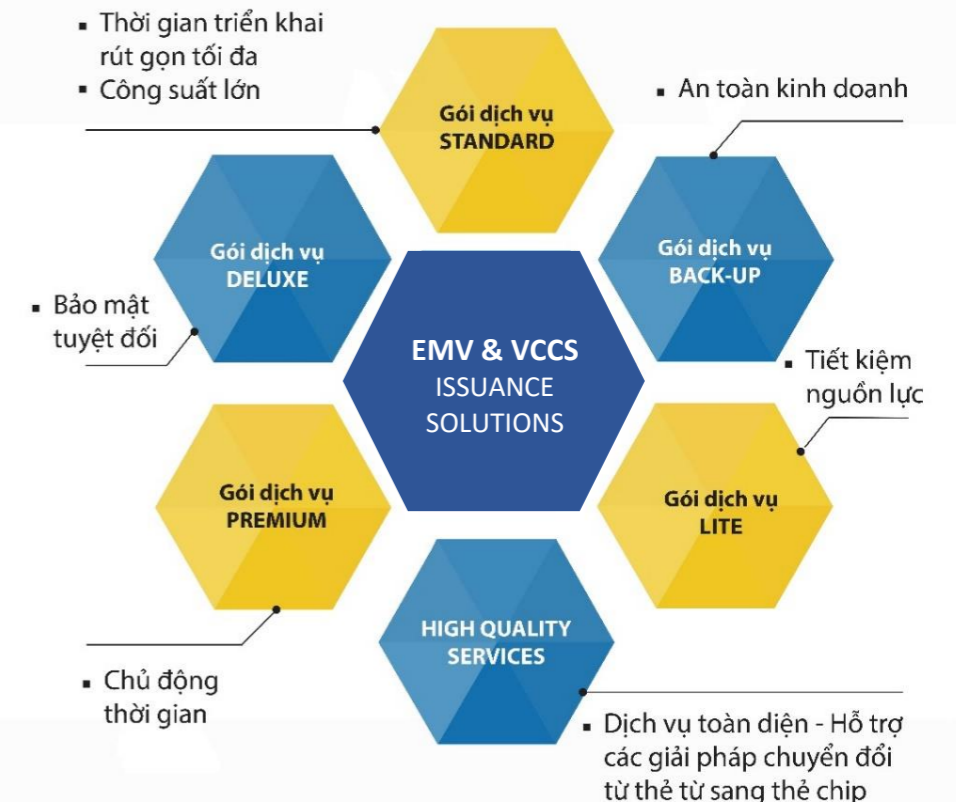 ▪ Thời gian triển khai
rút gọn tối đa
▪ Công suất lớn
Gói dịch vụ
STANDARD
▪ An toàn kinh doanh
Gói dịch vụ
DELUXE
Gói dịch vụ
BACK-UP
▪ Bảo mật
tuyệt đối
EMV & VCCS
ISSUANCE
SOLUTIONS
▪ Tiết kiệm
nguồn lực
Gói dịch vụ
PREMIUM
Gói dịch vụ
LITE
HIGH QUALITY
SERVICES
▪ Chủ động
thời gian
▪ Dịch vụ toàn diện - Hỗ trợ
các giải pháp chuyển đổi
từ thẻ từ sang thẻ chip